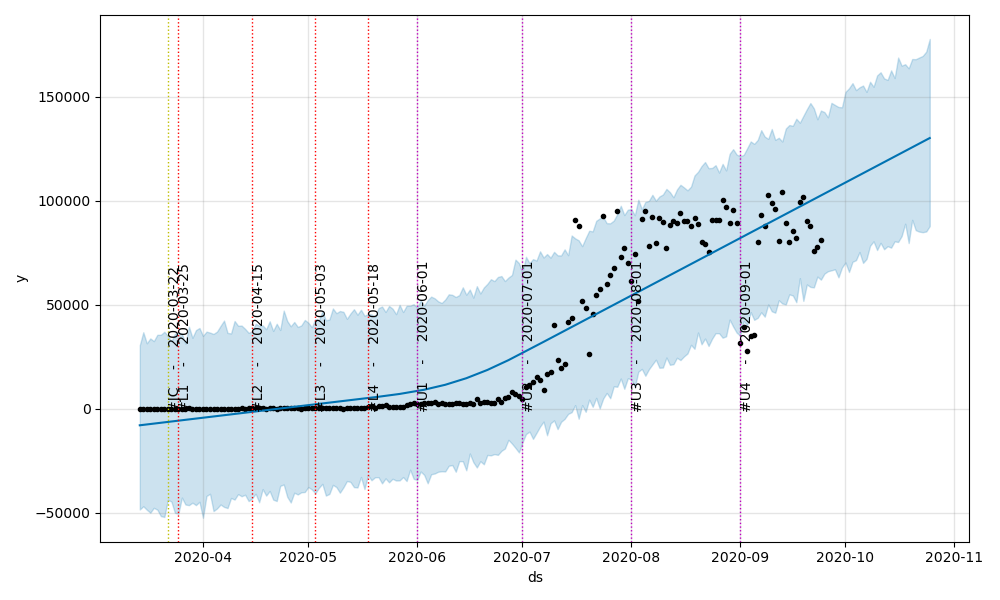 y
150000
100000
50000
0
−50000
#JC - 2020-03-22
#L1 - 2020-03-25
#L2 - 2020-04-15
#L3 - 2020-05-03
#L4 - 2020-05-18
#U1 - 2020-06-01
#U2 - 2020-07-01
#U3 - 2020-08-01
#U4 - 2020-09-01
2020-04 2020-05 2020-06 2020-07 2020-08 2020-09 2020-10 2020-11
ds